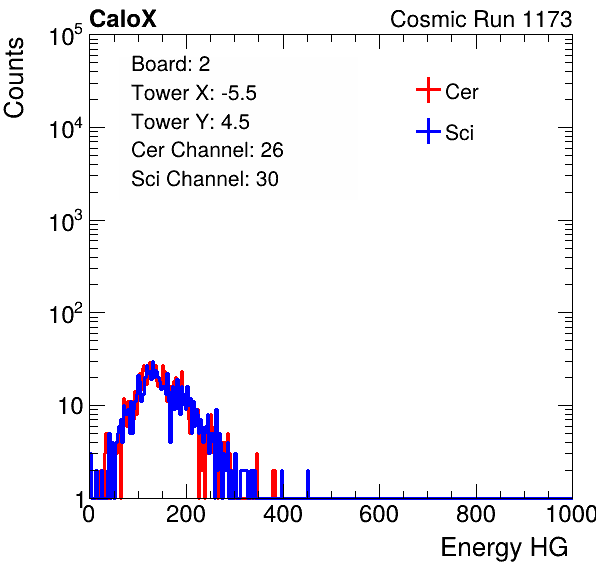 CaloX
Cosmic Run 1173
Counts
10^5
10^4
10^3
10^2
10
1
Board: 2
Tower X: -5.5
Tower Y: 4.5
Cer Channel: 26
Sci Channel: 30
Cer
Sci
0 200 400 600 800 1000
Energy HG